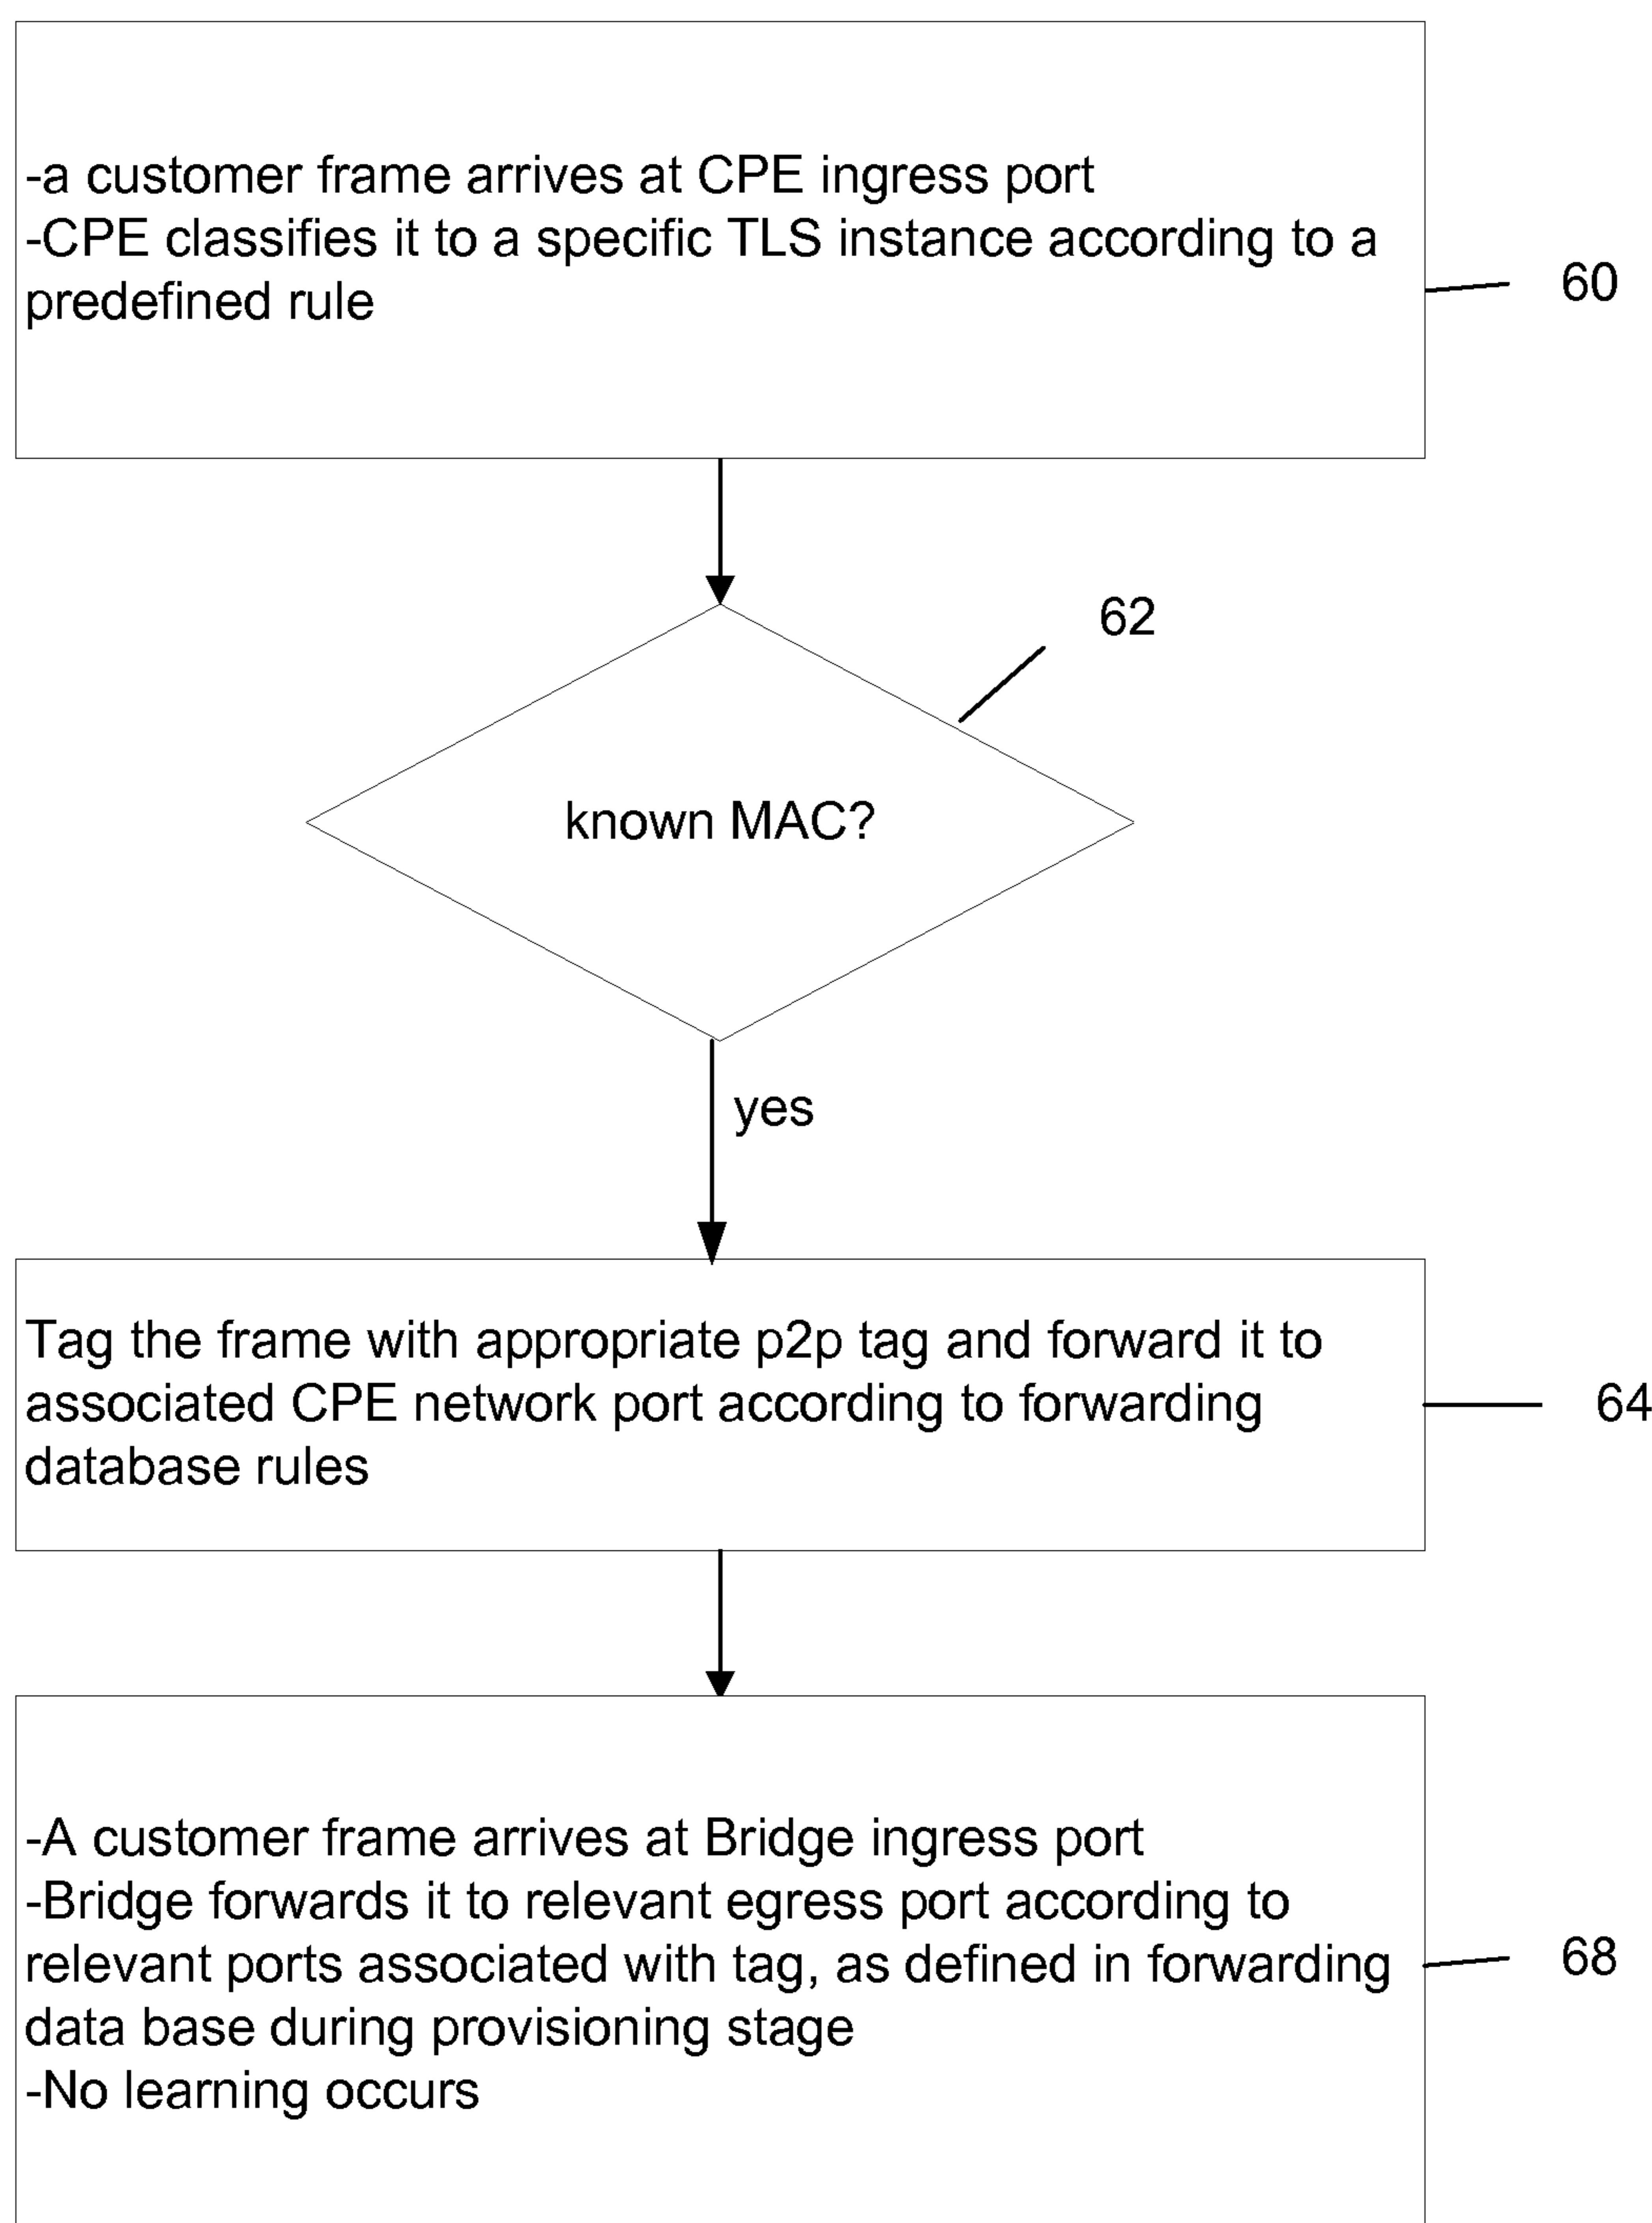 -a customer frame arrives at CPE ingress port
-CPE classifies it to a specific TLS instance according to a
predefined rule
60
62
known MAC?
yes
Tag the frame with appropriate p2p tag and forward it to
associated CPE network port according to forwarding
database rules
64
-A customer frame arrives at Bridge ingress port
-Bridge forwards it to relevant egress port according to
relevant ports associated with tag, as defined in forwarding
data base during provisioning stage
-No learning occurs
68